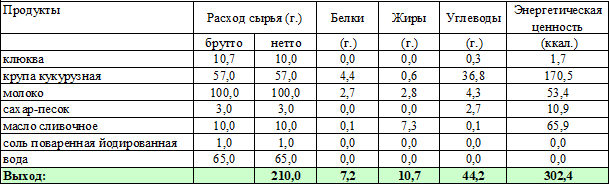 Продукты Расход сырья (г.) Белки Жиры Углеводы Энергетическая ценность
брутто нетто (г.) (г.) (г.) (ккал.)
клюква 10,7 10,0 0,0 0,0 0,3 1,7
крупа кукурузная 57,0 57,0 4,4 0,6 36,8 170,5
молоко 100,0 100,0 2,7 2,8 4,3 53,4
сахар-песок 3,0 3,0 0,0 0,0 2,7 10,9
масло сливочное 10,0 10,0 0,1 7,3 0,1 65,9
соль поваренная йодированная 1,0 1,0 0,0 0,0 0,0 0,0
вода 65,0 65,0 0,0 0,0 0,0 0,0
Выход: 210,0 7,2 10,7 44,2 302,4